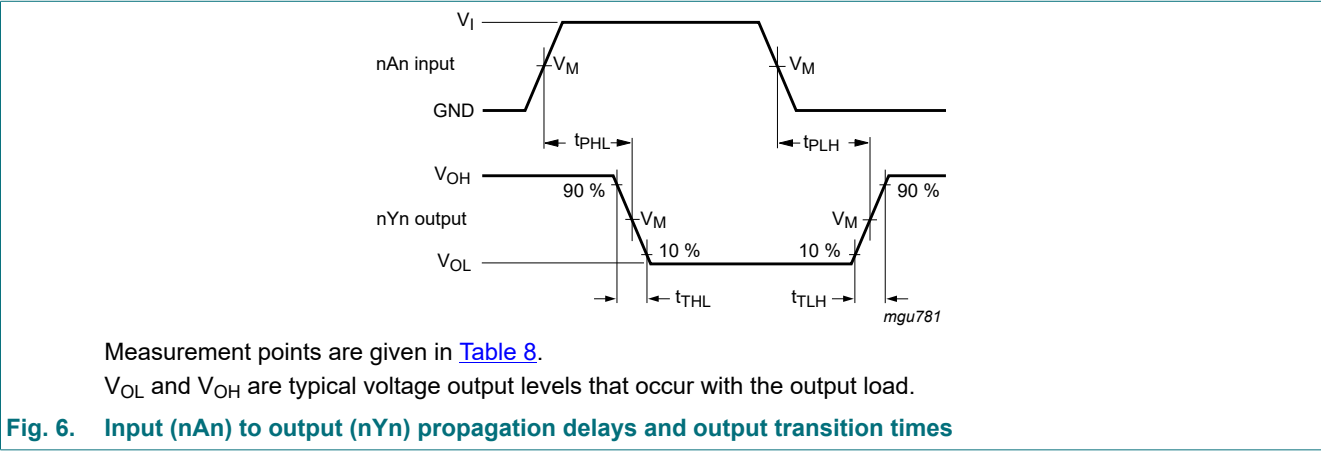 VI
nAn input
VM
VM
GND
tPHL
tPLH
VOH
90 %
90 %
nYn output
VM
VM
10 %
10 %
VOL
tTHL
tTLH
mgu781
Measurement points are given in Table 8.
VOL and VOH are typical voltage output levels that occur with the output load.
Fig. 6. Input (nAn) to output (nYn) propagation delays and output transition times